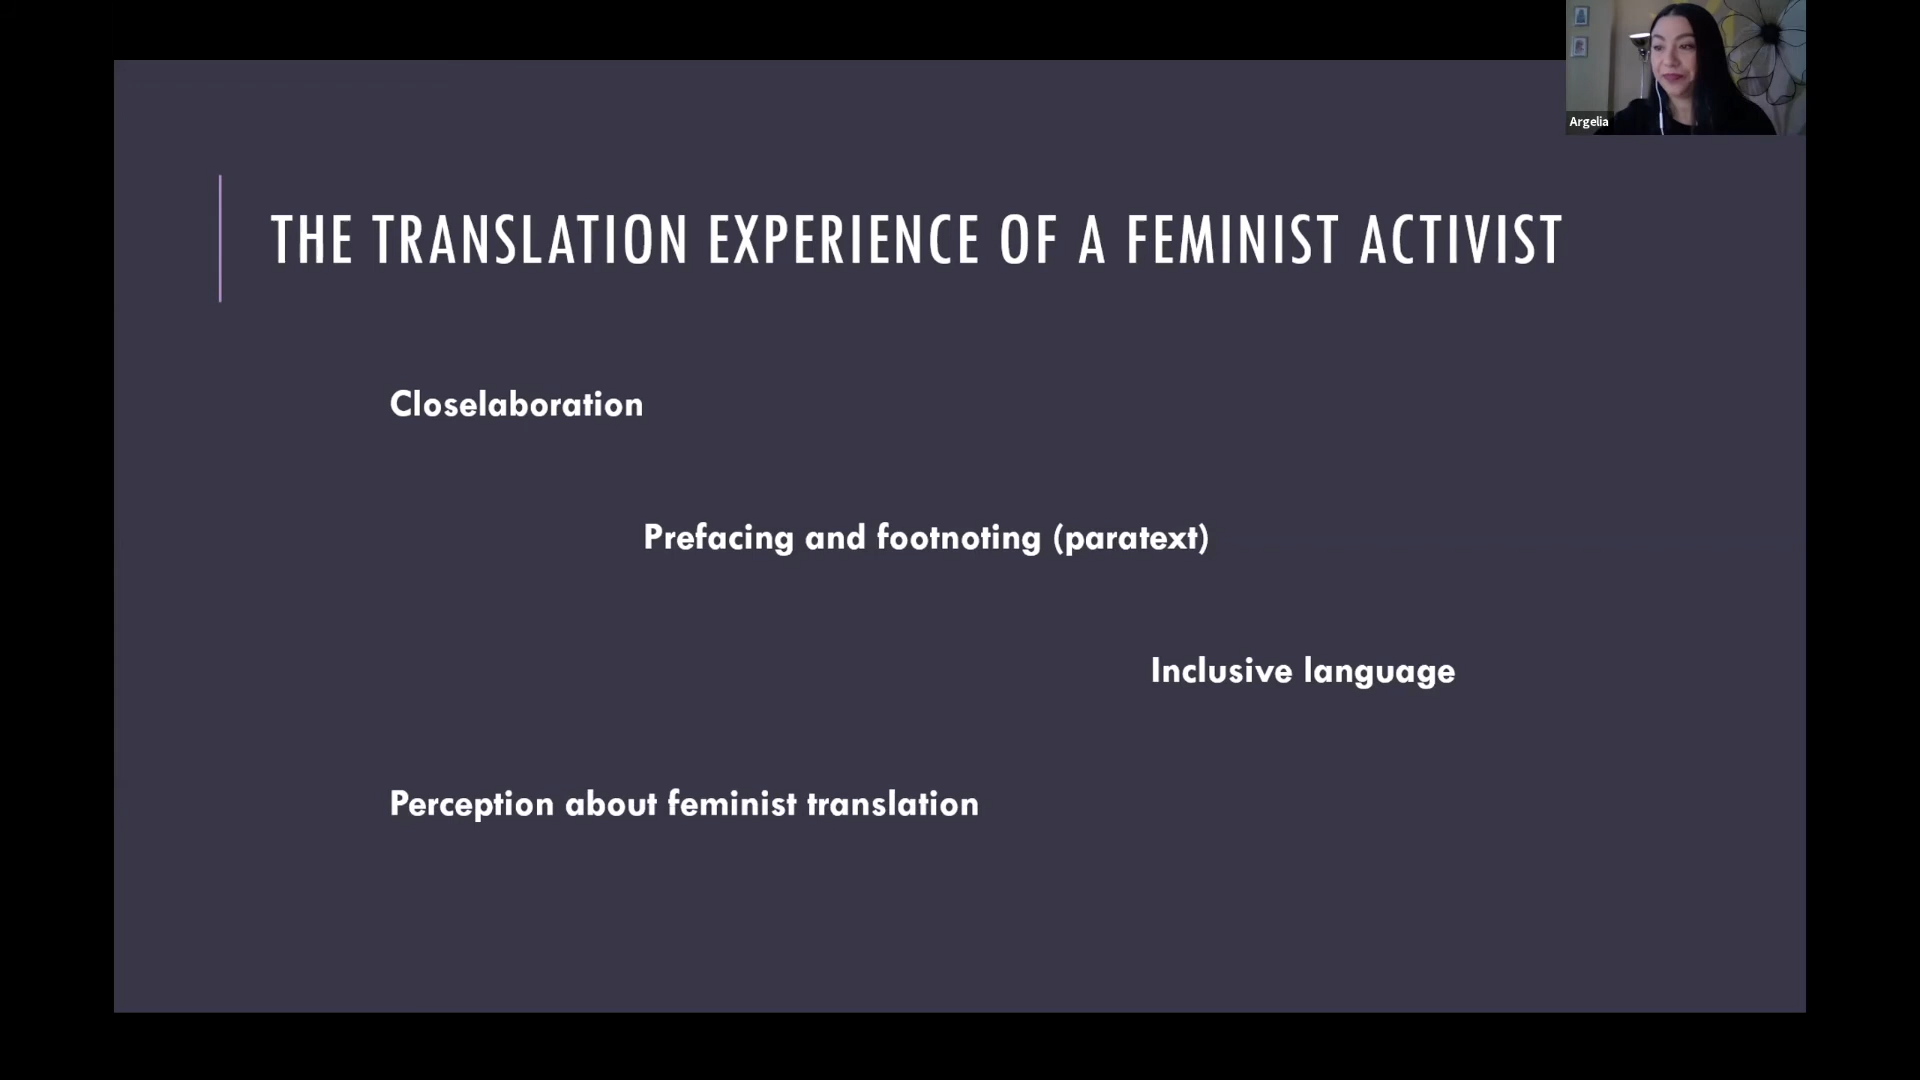 Argelia
THE TRANSLATION EXPERIENCE OF A FEMINIST ACTIVIST
Closelaboration
Prefacing and footnoting (paratext)
Inclusive language
Perception about feminist translation